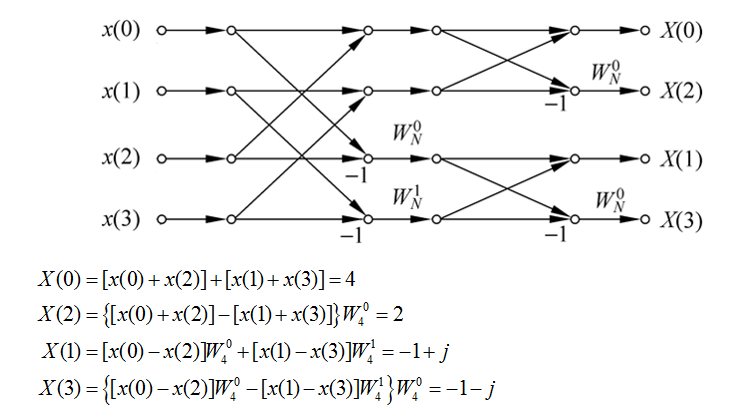 x(0) X(0)
W_N^0
x(1) −1 X(2)
W_N^0
x(2) −1 X(1)
W_N^1 W_N^0
x(3) −1 −1 X(3)
X(0) = [x(0) + x(2)] + [x(1) + x(3)] = 4
X(2) = {[x(0) + x(2)] − [x(1) + x(3)]}W_4^0 = 2
X(1) = [x(0) − x(2)]W_4^0 + [x(1) − x(3)]W_4^1 = −1 + j
X(3) = {[x(0) − x(2)]W_4^0 − [x(1) − x(3)]W_4^1}W_4^0 = −1 − j